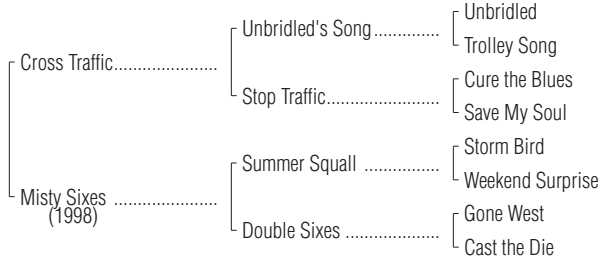 Unbridled
Unbridled's Song..............
Trolley Song
Cross Traffic......................
Cure the Blues
Stop Traffic........................
Save My Soul
Storm Bird
Summer Squall ................
Weekend Surprise
Misty Sixes ......................
(1998)
Gone West
Double Sixes ....................
Cast the Die